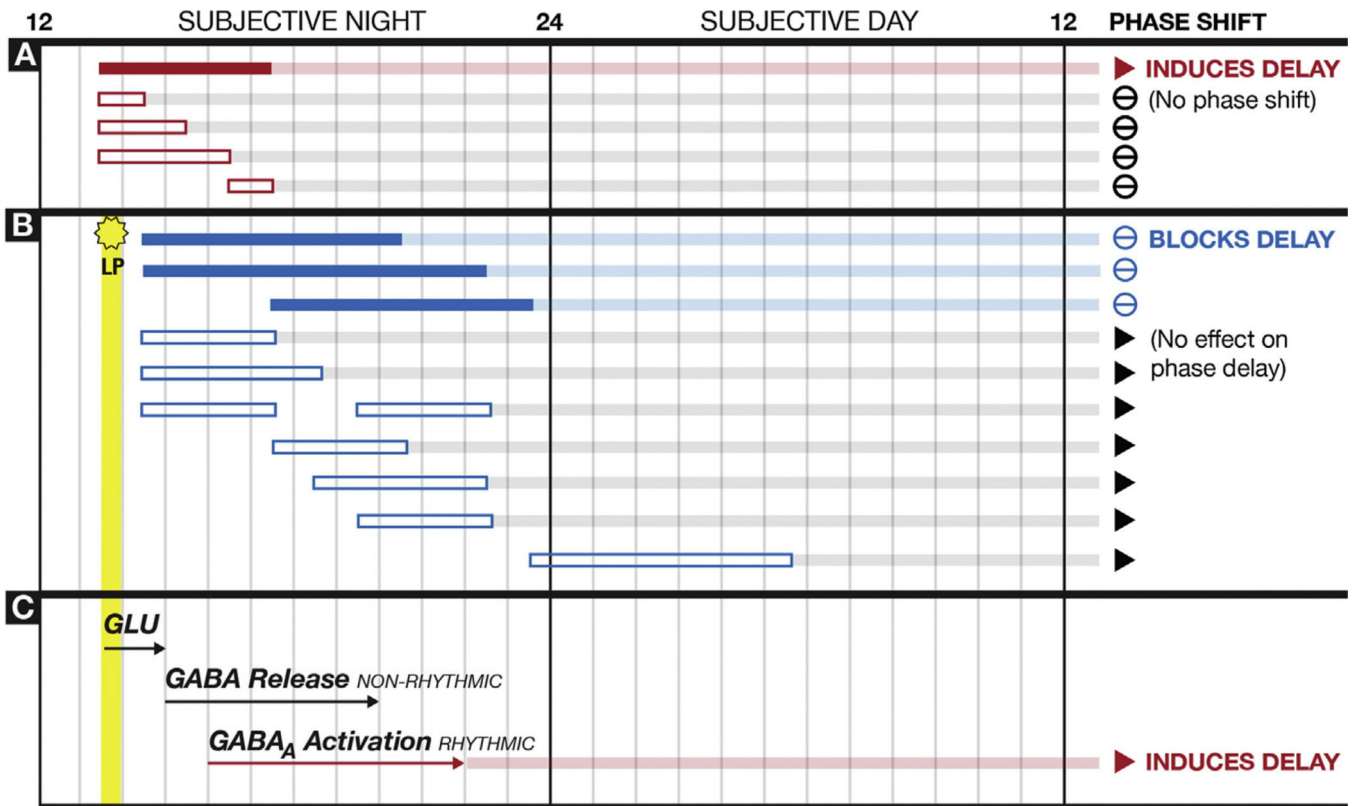 12 SUBJECTIVE NIGHT 24 SUBJECTIVE DAY 12 PHASE SHIFT
A
INDUCES DELAY
(No phase shift)
B
BLOCKS DELAY
LP
(No effect on
phase delay)
C
GLU
GABA Release NON-RHYTHMIC
GABAA Activation RHYTHMIC
INDUCES DELAY